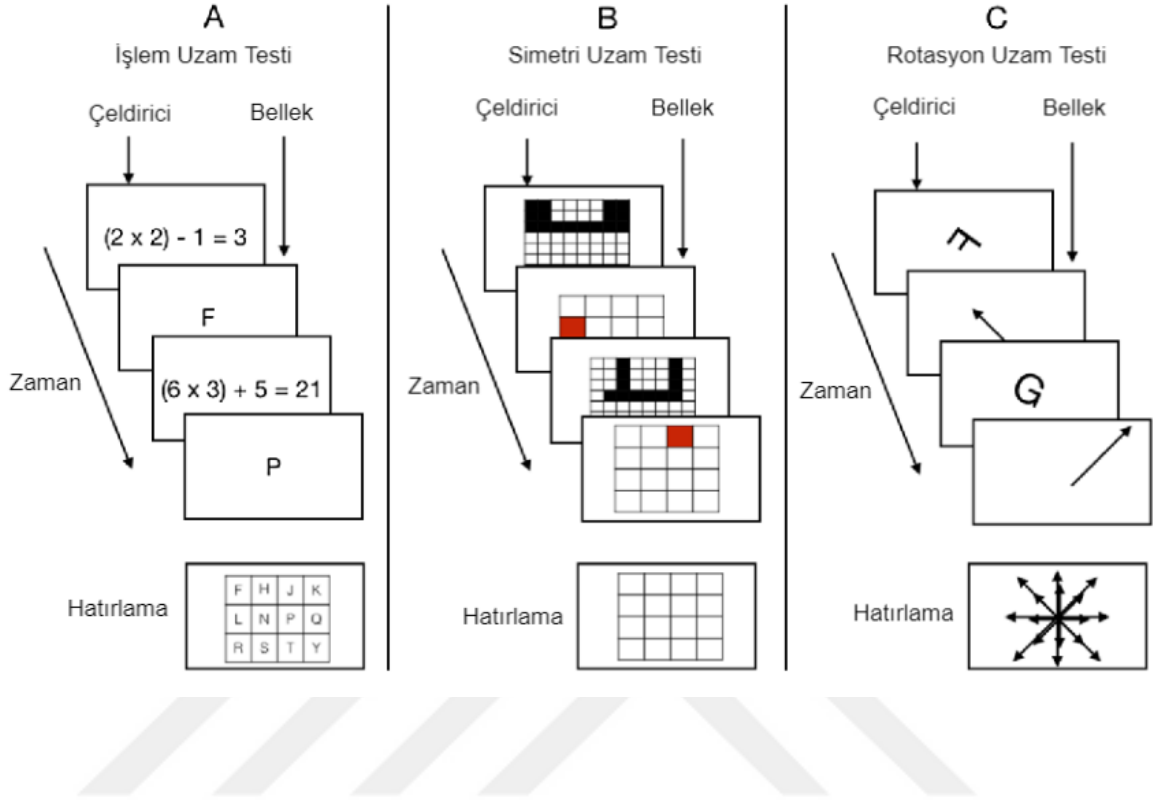 A
İşlem Uzam Testi
Çeldirici Bellek
(2 x 2) - 1 = 3
F
Zaman
(6 x 3) + 5 = 21
P
Hatırlama
F H J K
L N P Q
R S T Y
B
Simetri Uzam Testi
Çeldirici Bellek
Zaman
Hatırlama
C
Rotasyon Uzam Testi
Çeldirici Bellek
F
Zaman
G
Hatırlama